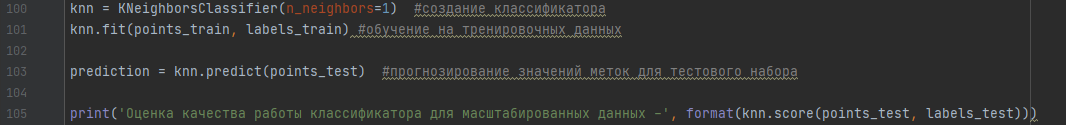 100 knn = KNeighborsClassifier(n_neighbors=1)  #создание классификатора
101 knn.fit(points_train, labels_train) #обучение на тренировочных данных
102
103 prediction = knn.predict(points_test)  #прогнозирование значений меток для тестового набора
104
105 print('Оценка качества работы классификатора для масштабированных данных –', format(knn.score(points_test, labels_test)))